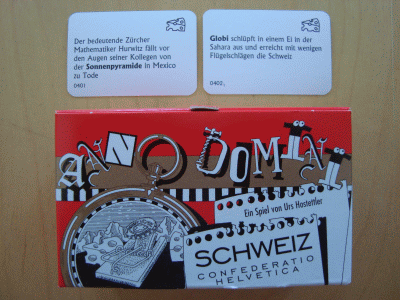 Der bedeutende Zürcher
Mathematiker Hurwitz fällt vor
den Augen seiner Kollegen von
der Sonnenpyramide in Mexico
zu Tode
0401
Globi schlüpft in einem Ei in der
Sahara aus und erreicht mit wenigen
Flügelschlägen die Schweiz
0402
ANNO DOMINI
Ein Spiel von Urs Hostettler
SCHWEIZ
CONFEDERATIO
HELVETICA